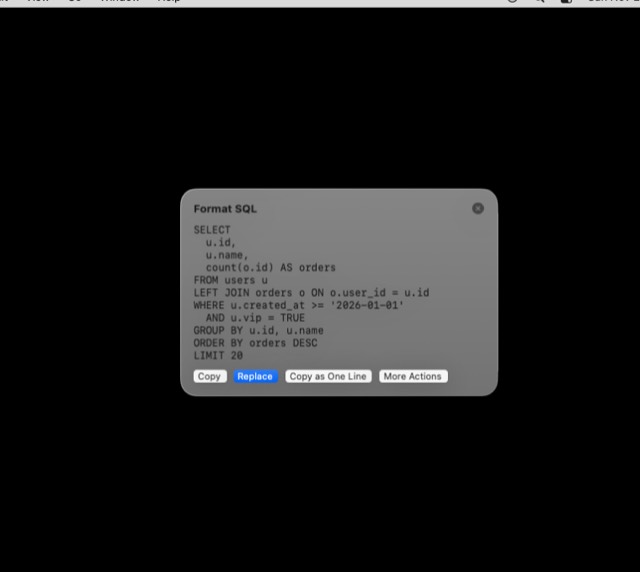 Window Help
Format SQL
SELECT
  u.id,
  u.name,
  count(o.id) AS orders
FROM users u
LEFT JOIN orders o ON o.user_id = u.id
WHERE u.created_at >= '2026-01-01'
  AND u.vip = TRUE
GROUP BY u.id, u.name
ORDER BY orders DESC
LIMIT 20
Copy Replace Copy as One Line More Actions